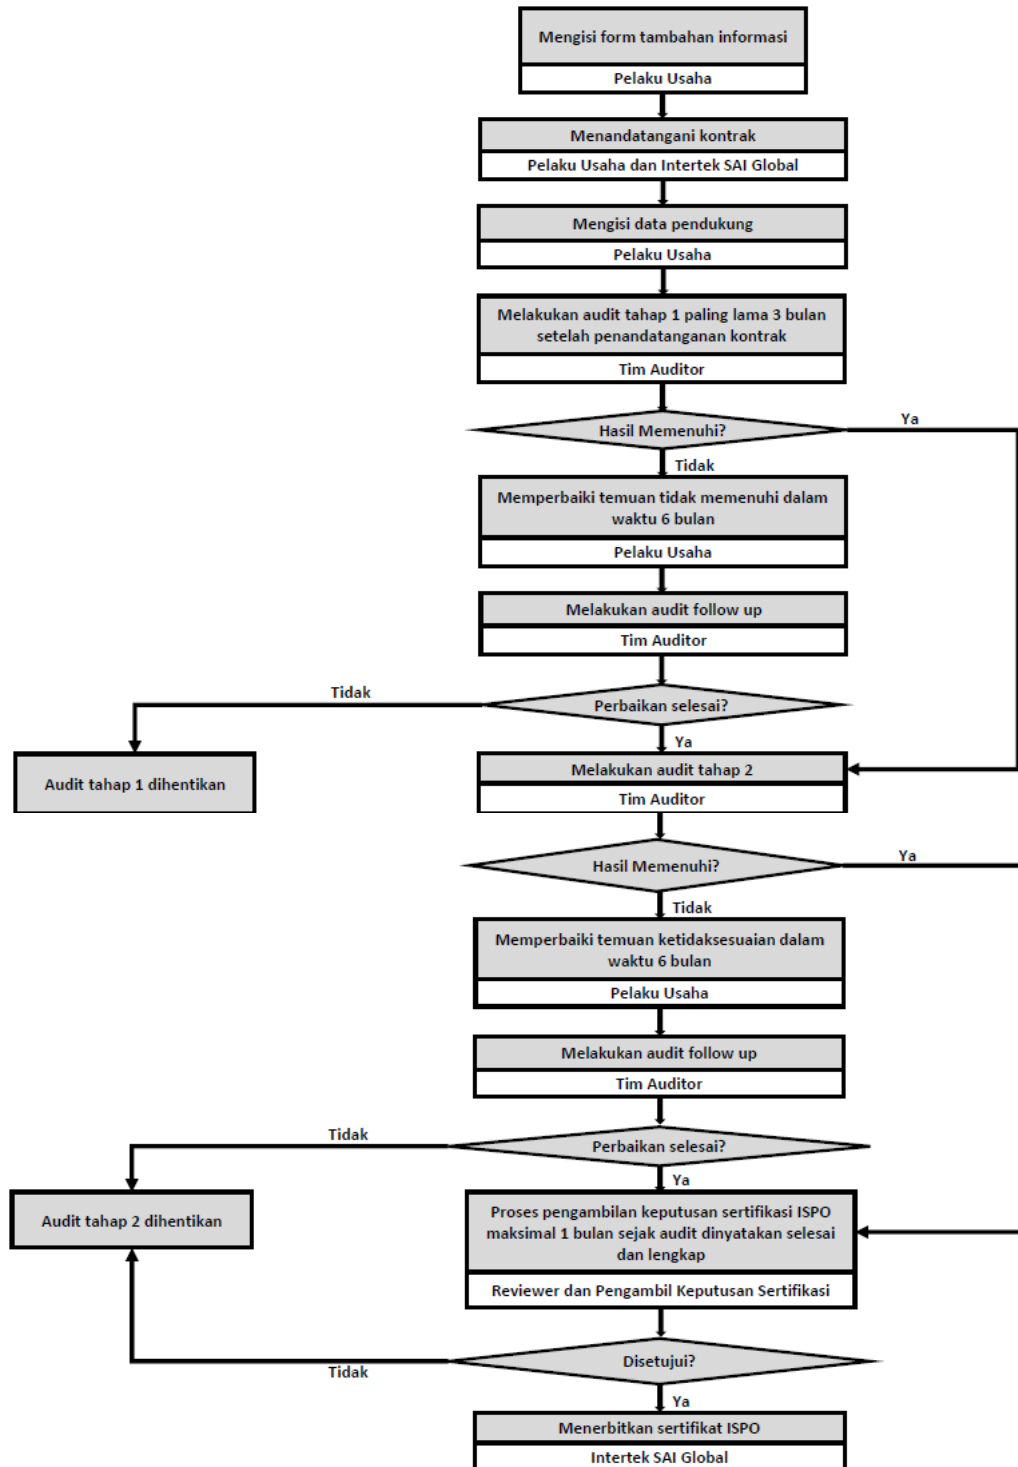 Mengisi form tambahan informasi
Pelaku Usaha
Menandatangani kontrak
Pelaku Usaha dan Intertek SAI Global
Mengisi data pendukung
Pelaku Usaha
Melakukan audit tahap 1 paling lama 3 bulan
setelah penandatanganan kontrak
Tim Auditor
Hasil Memenuhi?
Ya
Tidak
Memperbaiki temuan tidak memenuhi dalam
waktu 6 bulan
Pelaku Usaha
Melakukan audit follow up
Tim Auditor
Tidak
Perbaikan selesai?
Ya
Audit tahap 1 dihentikan
Melakukan audit tahap 2
Tim Auditor
Hasil Memenuhi?
Ya
Tidak
Memperbaiki temuan ketidaksesuaian dalam
waktu 6 bulan
Pelaku Usaha
Melakukan audit follow up
Tim Auditor
Tidak
Perbaikan selesai?
Ya
Audit tahap 2 dihentikan
Proses pengambilan keputusan sertifikasi ISPO
maksimal 1 bulan sejak audit dinyatakan selesai
dan lengkap
Reviewer dan Pengambil Keputusan Sertifikasi
Disetujui?
Tidak
Ya
Menerbitkan sertifikat ISPO
Intertek SAI Global